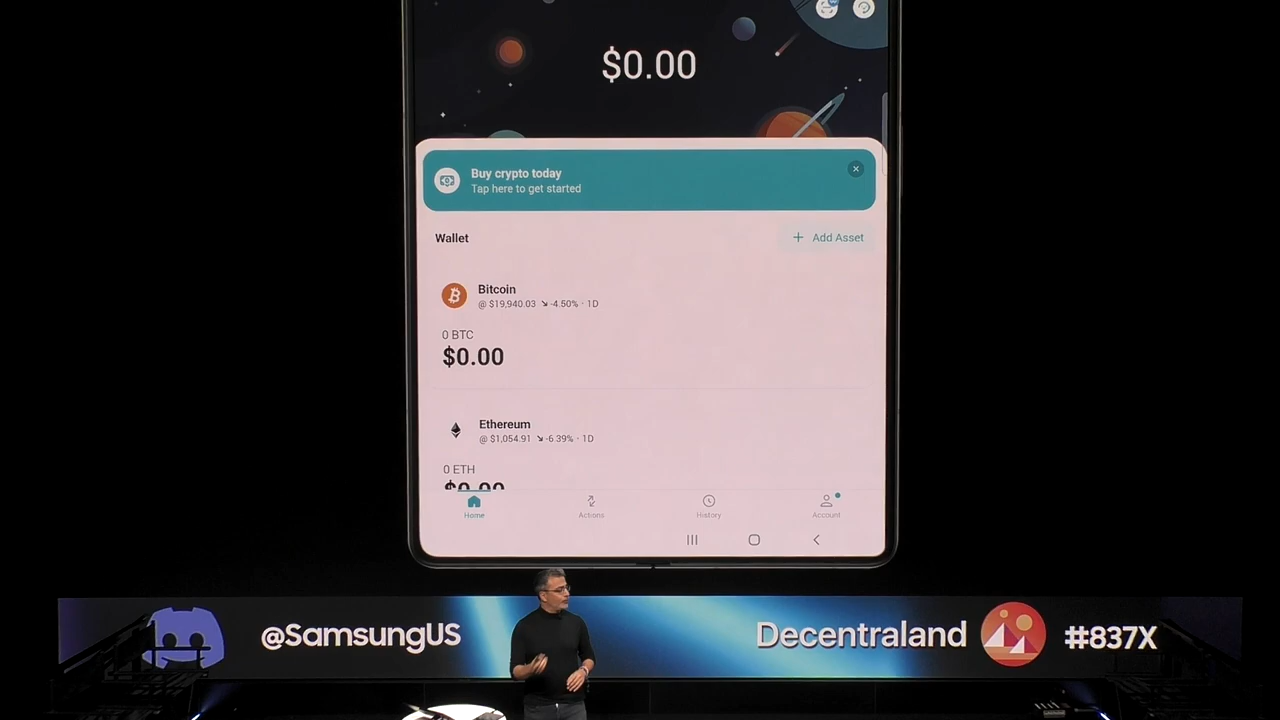 $0.00
Buy crypto today
Tap here to get started
Wallet
+ Add Asset
Bitcoin
@ $19,940.03 ↘ -4.50% · 1D
0 BTC
$0.00
Ethereum
@ $1,054.91 ↘ -6.39% · 1D
0 ETH
$0.00
Home
Actions
History
Account
@SamsungUS
Decentraland
#837X